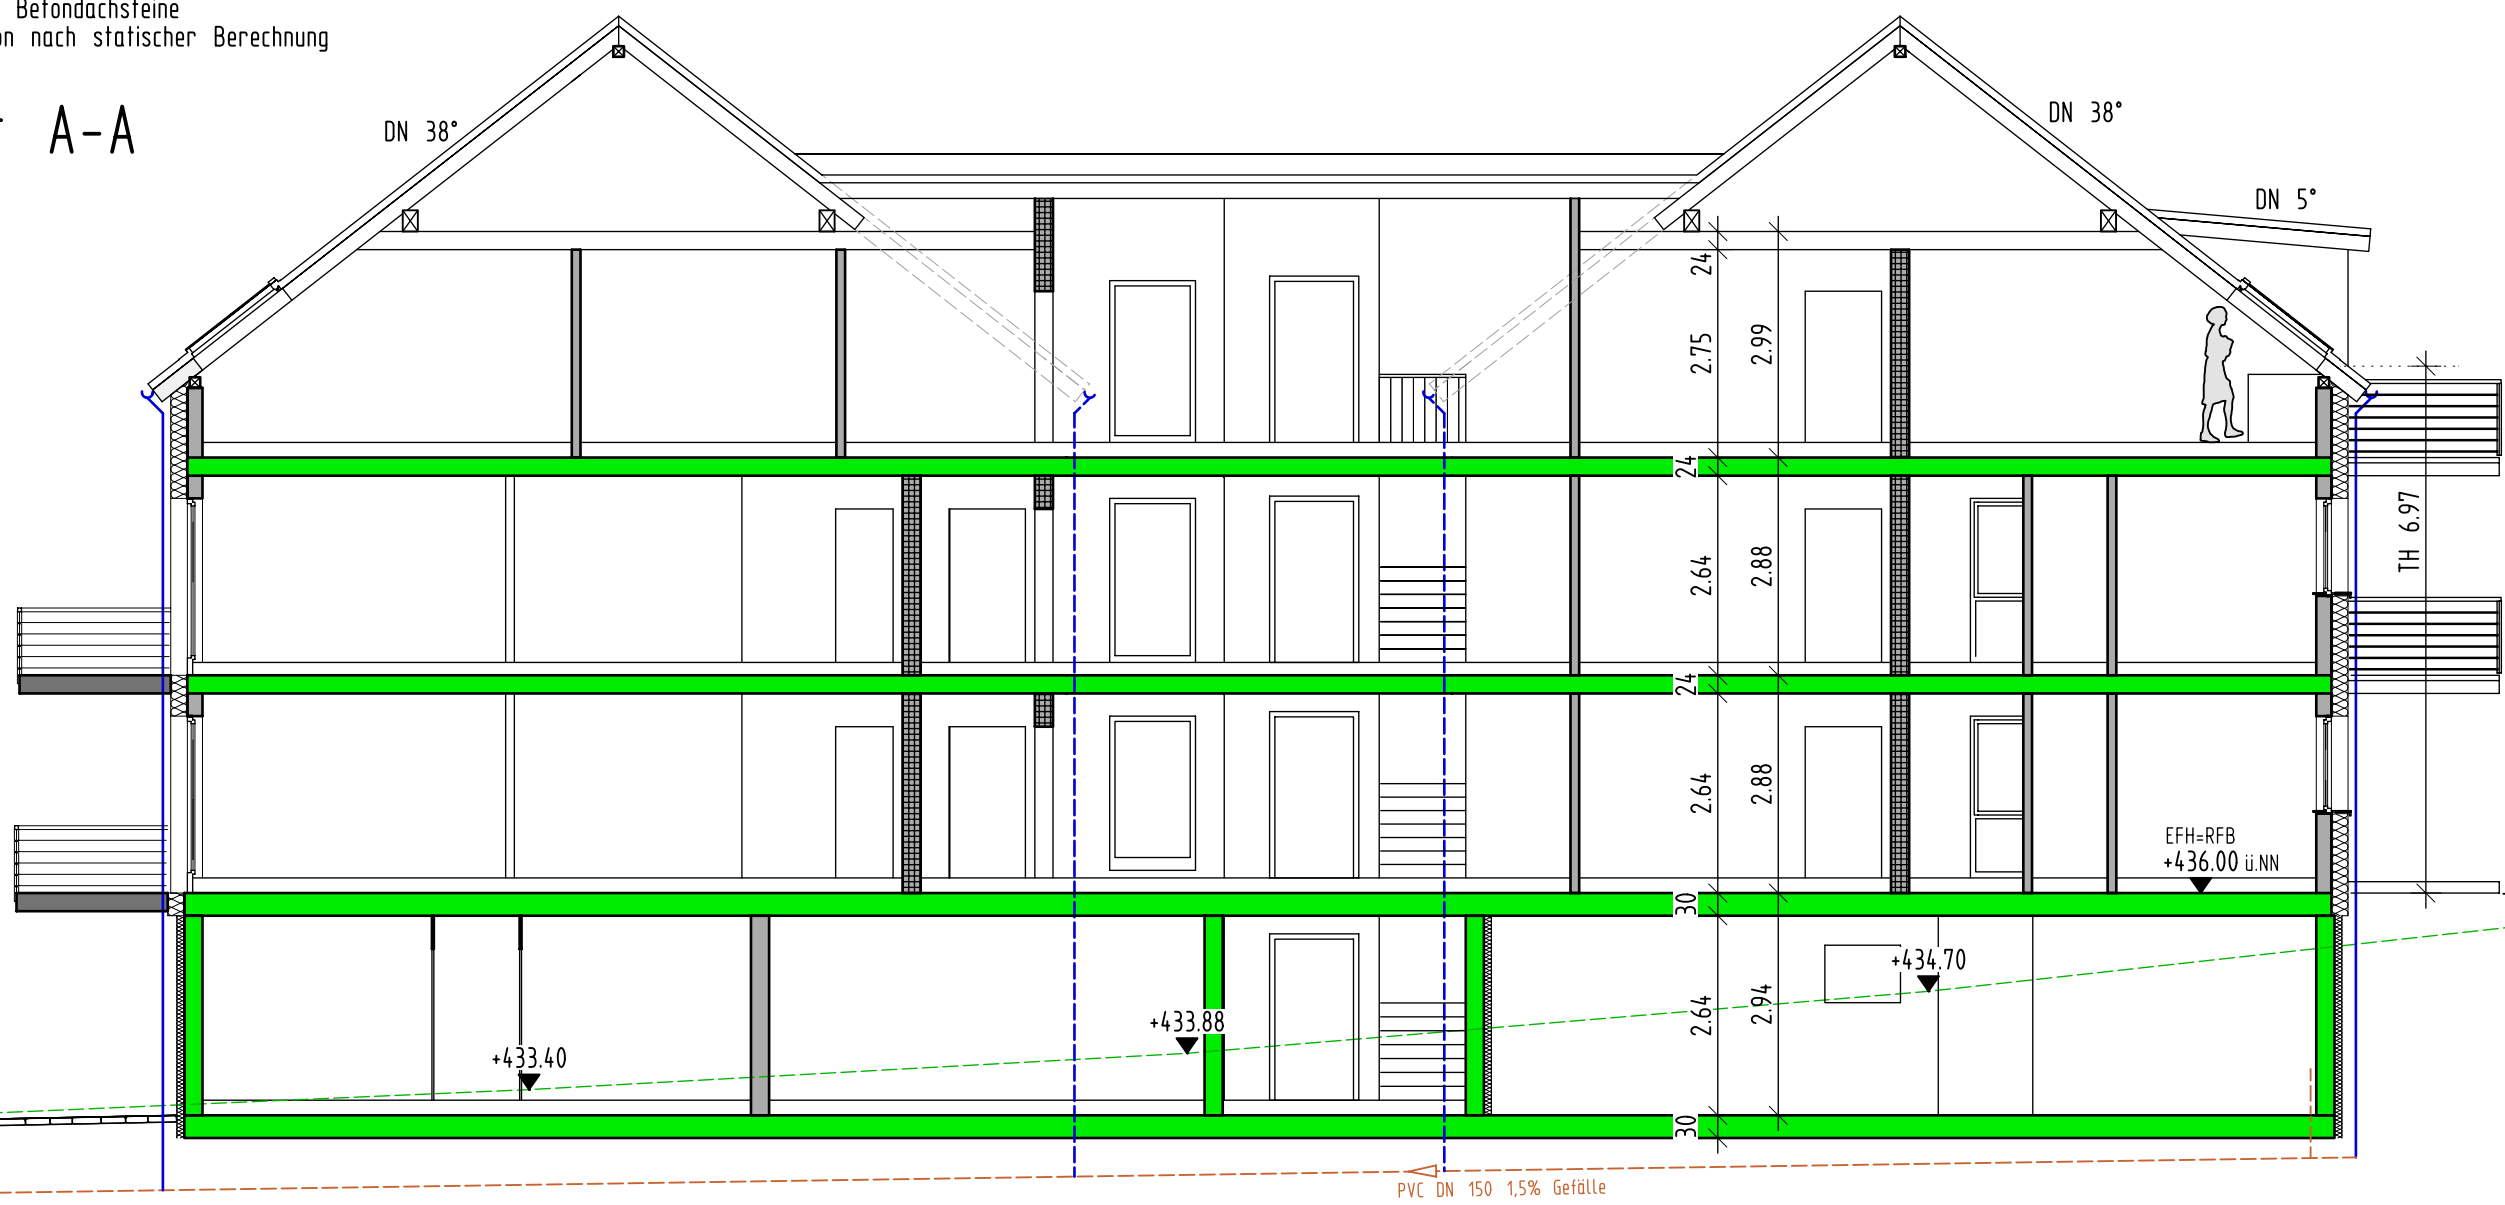 Betondachsteine
nach statischer Berechnung
A-A
DN 38°
DN 38°
DN 5°
24
2.75
2.99
24
2.64
2.88
TH 6.97
24
2.64
2.88
EFH=RFB
+436.00 ü.NN
30
+434.70
2.64
2.94
+433.88
+433.40
30
PVC DN 150 1,5% Gefälle